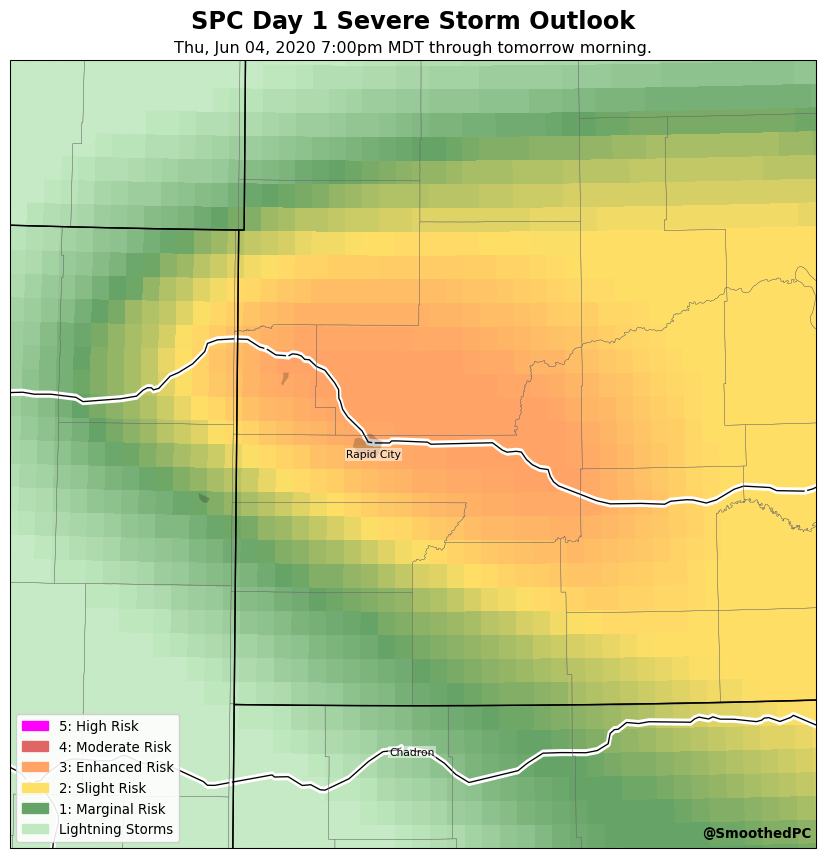 SPC Day 1 Severe Storm Outlook
Thu, Jun 04, 2020 7:00pm MDT through tomorrow morning.
Rapid City
Chadron
5: High Risk
4: Moderate Risk
3: Enhanced Risk
2: Slight Risk
1: Marginal Risk
Lightning Storms
@SmoothedPC